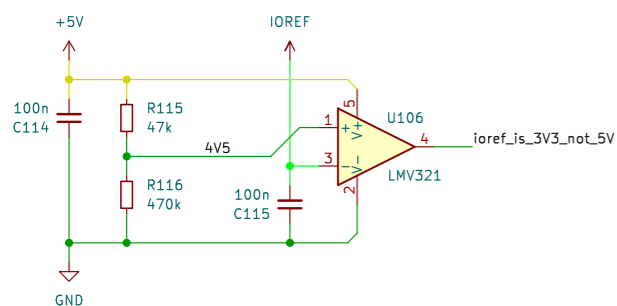 +5V
IOREF
100n
C114
R115
47k
4V5
1
+
5
V+
U106
4
ioref_is_3V3_not_5V
3
-
V-
2
LMV321
R116
470k
100n
C115
GND